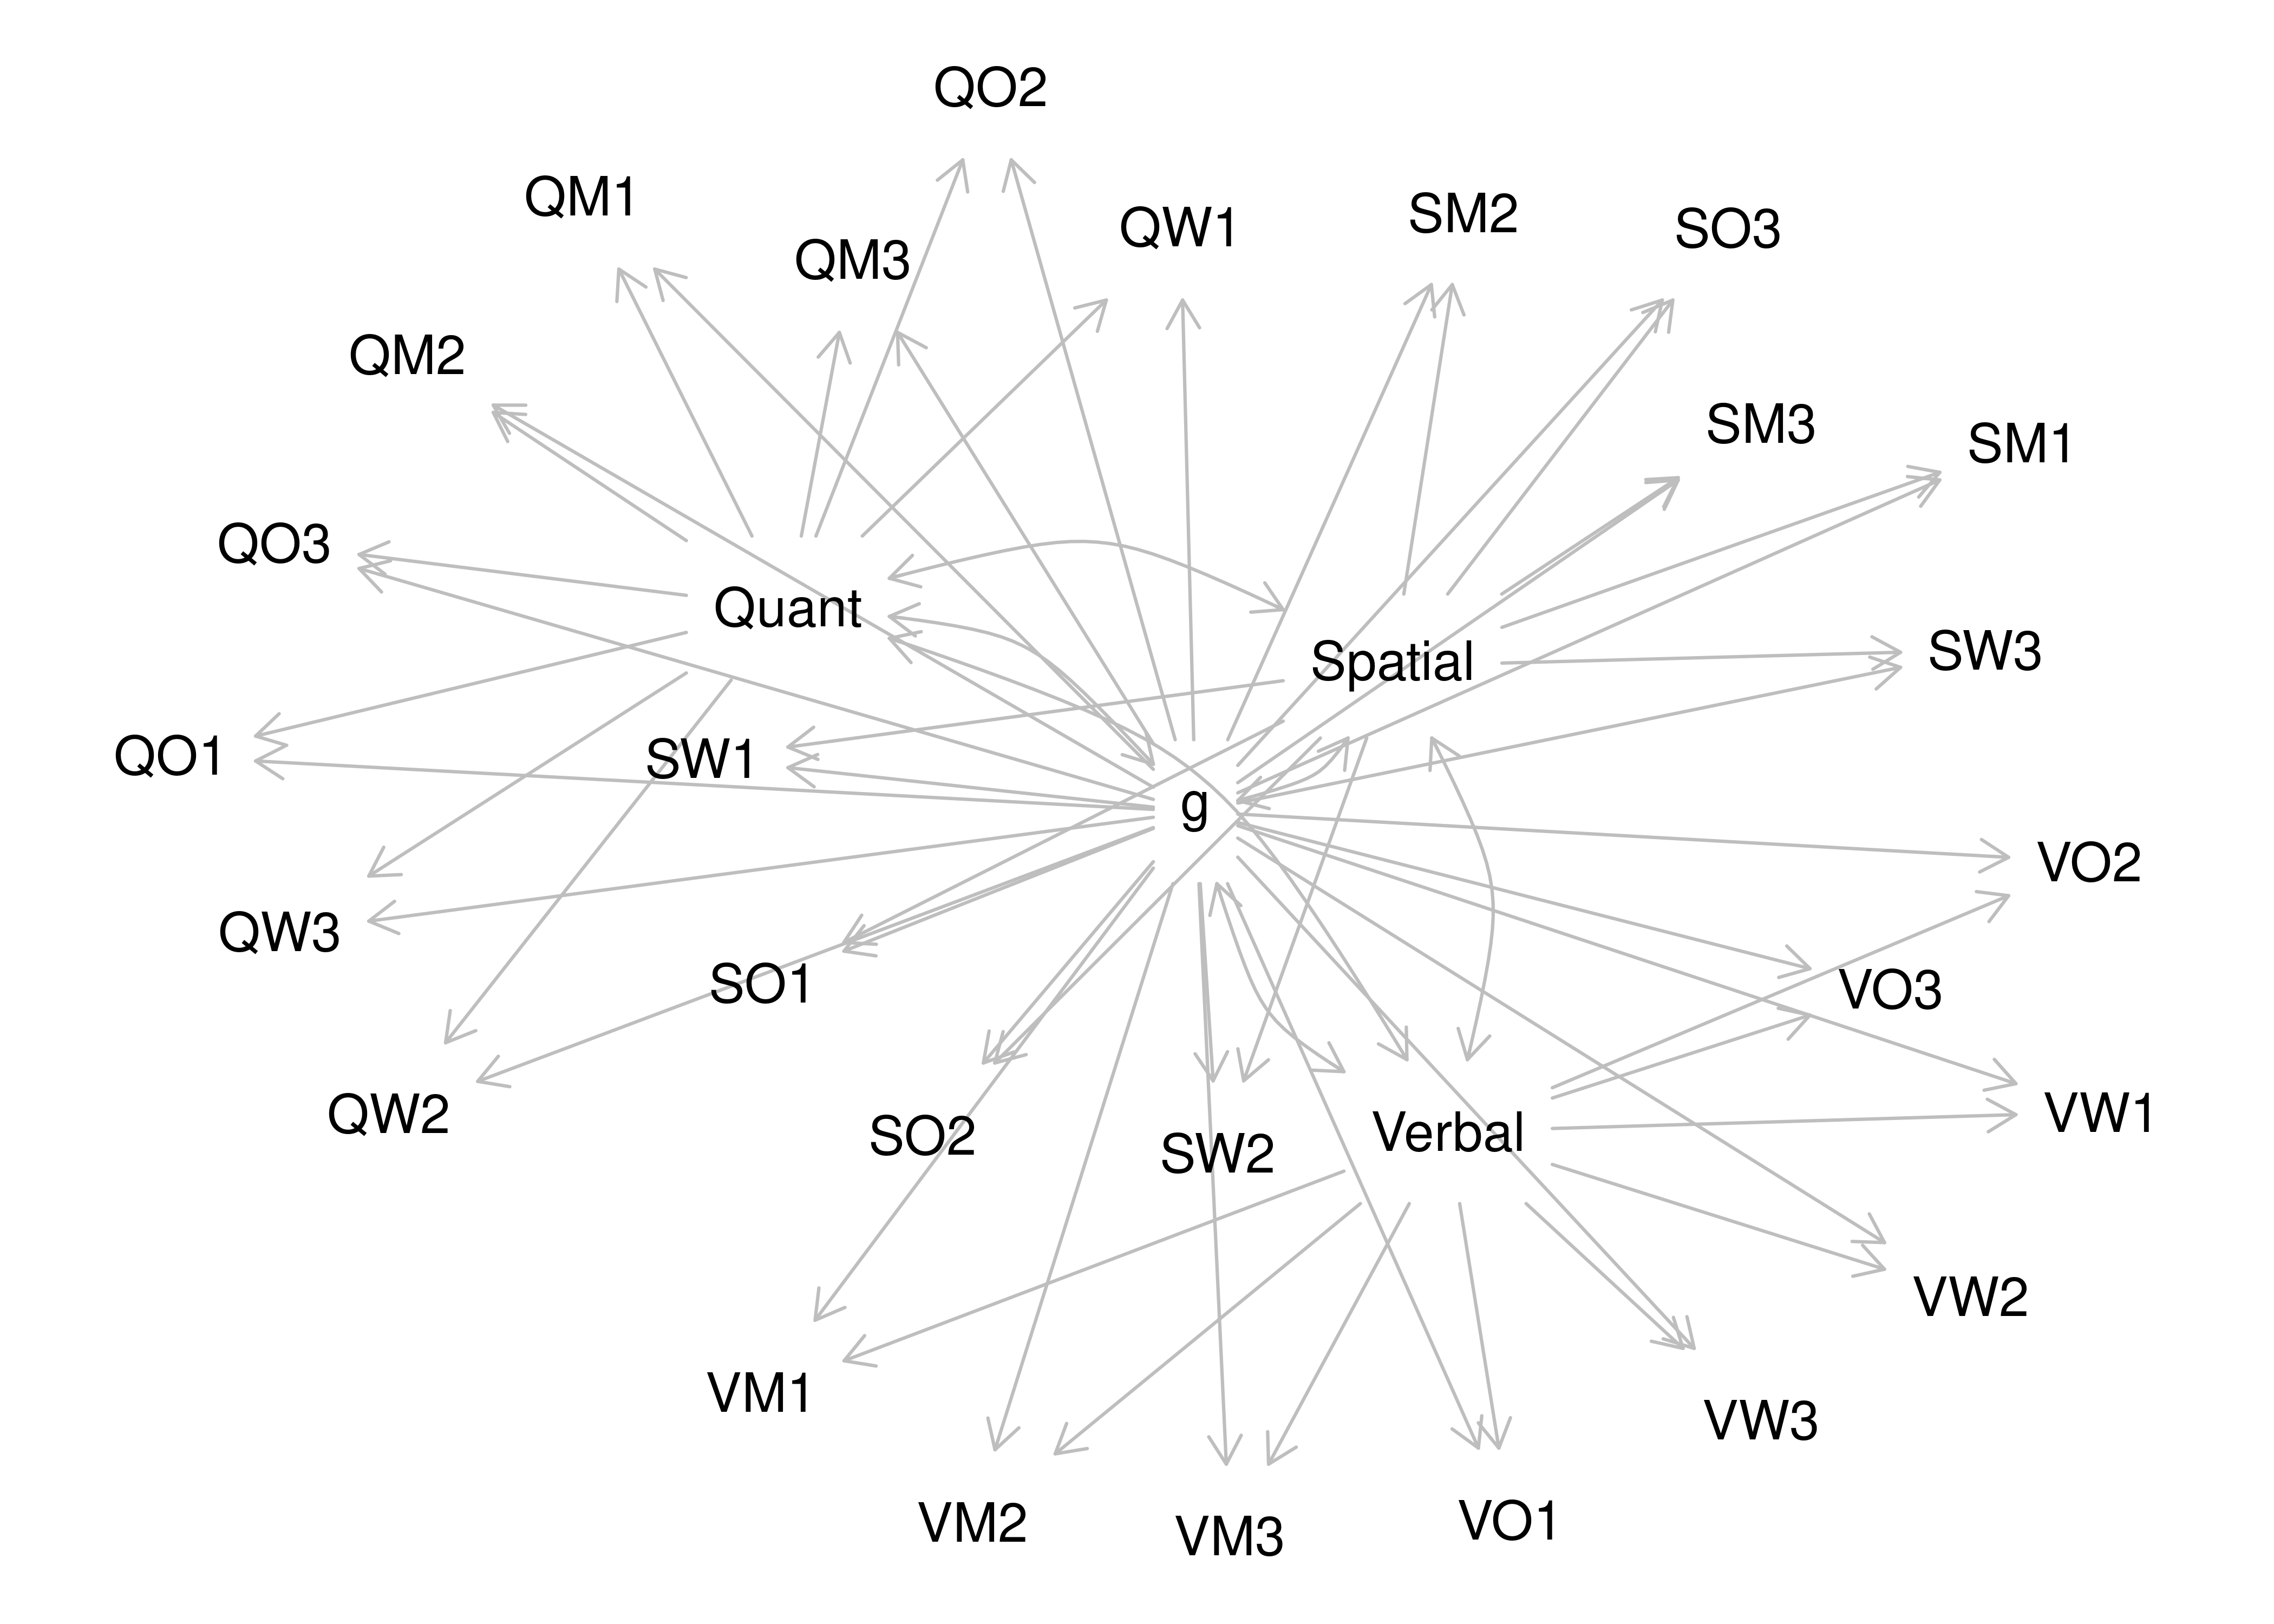 QO2
QM1
SM2
QW1
SO3
QM3
QM2
SM3
SM1
QO3
Quant
SW3
Spatial
QO1
SW1
g
VO2
QW3
SO1
VO3
QW2
VW1
Verbal
SO2
SW2
VW2
VM1
VW3
VO1
VM2
VM3